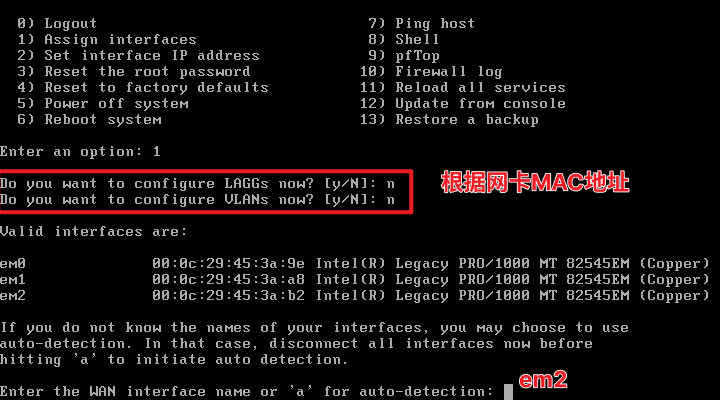 0) Logout 7) Ping host
1) Assign interfaces 8) Shell
2) Set interface IP address 9) pfTop
3) Reset the root password 10) Firewall log
4) Reset to factory defaults 11) Reload all services
5) Power off system 12) Update from console
6) Reboot system 13) Restore a backup
Enter an option: 1
Do you want to configure LAGGs now? [y/N]: n
Do you want to configure VLANs now? [y/N]: n
根据网卡MAC地址
Valid interfaces are:
em0 00:0c:29:45:3a:9e Intel(R) Legacy PRO/1000 MT 82545EM (Copper)
em1 00:0c:29:45:3a:a8 Intel(R) Legacy PRO/1000 MT 82545EM (Copper)
em2 00:0c:29:45:3a:b2 Intel(R) Legacy PRO/1000 MT 82545EM (Copper)
If you do not know the names of your interfaces, you may choose to use
auto-detection. In that case, disconnect all interfaces now before
hitting 'a' to initiate auto detection.
Enter the WAN interface name or 'a' for auto-detection: em2